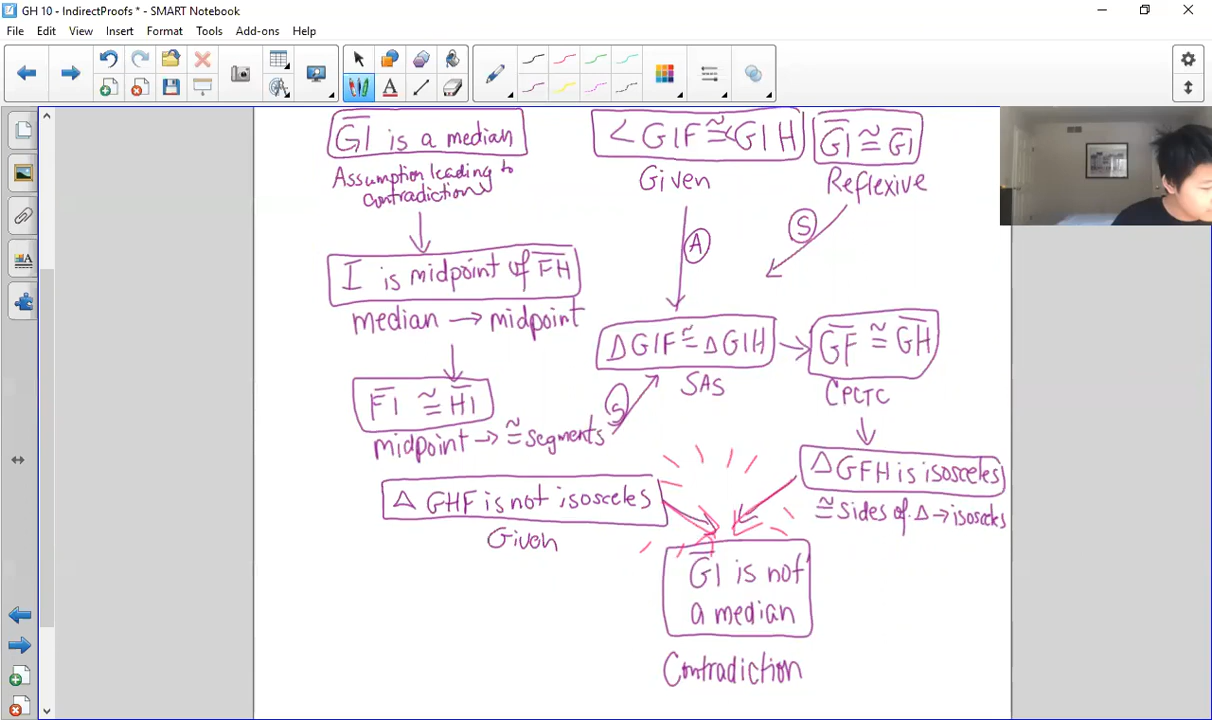 GH 10 - IndirectProofs * - SMART Notebook
File Edit View Insert Format Tools Add-ons Help
GI is a median
Assumption leading to
contradiction
<GIF ≅ <GIH
Given
GI ≅ GI
Reflexive
A
S
I is midpoint of FH
median → midpoint
△GIF ≅ △GIH
SAS
GF ≅ GH
CPCTC
FI ≅ HI
midpoint → ≅ segments
S
△GFH is isosceles
≅ sides of △ → isosceles
△ GHF is not isosceles
Given
GI is not
a median
Contradiction